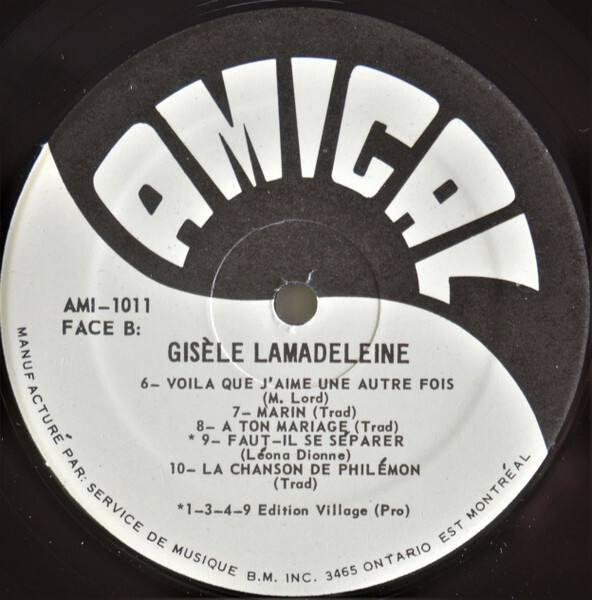 AMICAL
AMI-1011
FACE B:
GISÈLE LAMADELEINE
6- VOILA QUE J'AIME UNE AUTRE FOIS
(M. Lord)
7- MARIN (Trad)
8- A TON MARIAGE (Trad)
*9- FAUT-IL SE SÉPARER
(Léona Dionne)
10- LA CHANSON DE PHILÉMON
(Trad)
*1-3-4-9 Edition Village (Pro)
MANUFACTURÉ PAR: SERVICE DE MUSIQUE B.M. INC. 3465 ONTARIO EST MONTRÉAL